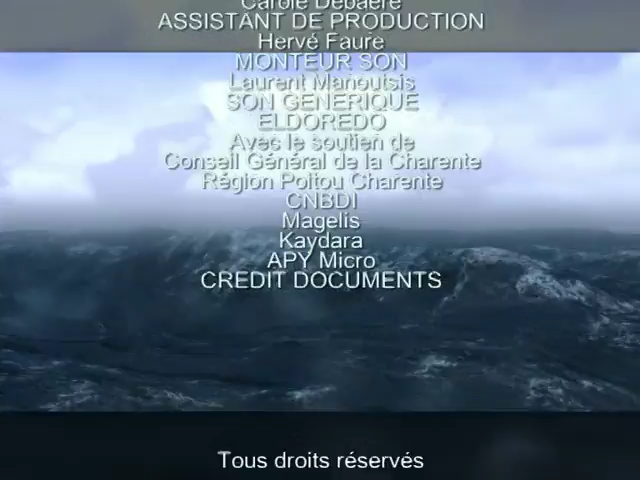 Carole Debaere
ASSISTANT DE PRODUCTION
Hervé Faure
MONTEUR SON
Laurent Manoutsis
SON GENERIQUE
ELDOREDO
Avec le soutien de
Conseil Général de la Charente
Région Poitou Charente
CNBDI
Magelis
Kaydara
APY Micro
CREDIT DOCUMENTS
Tous droits réservés